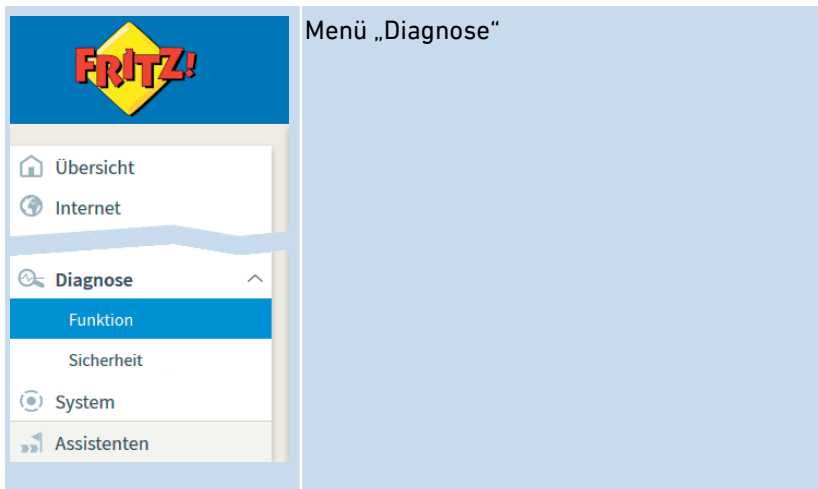 FRITZ!
Menü „Diagnose“
Übersicht
Internet
Diagnose
Funktion
Sicherheit
System
Assistenten